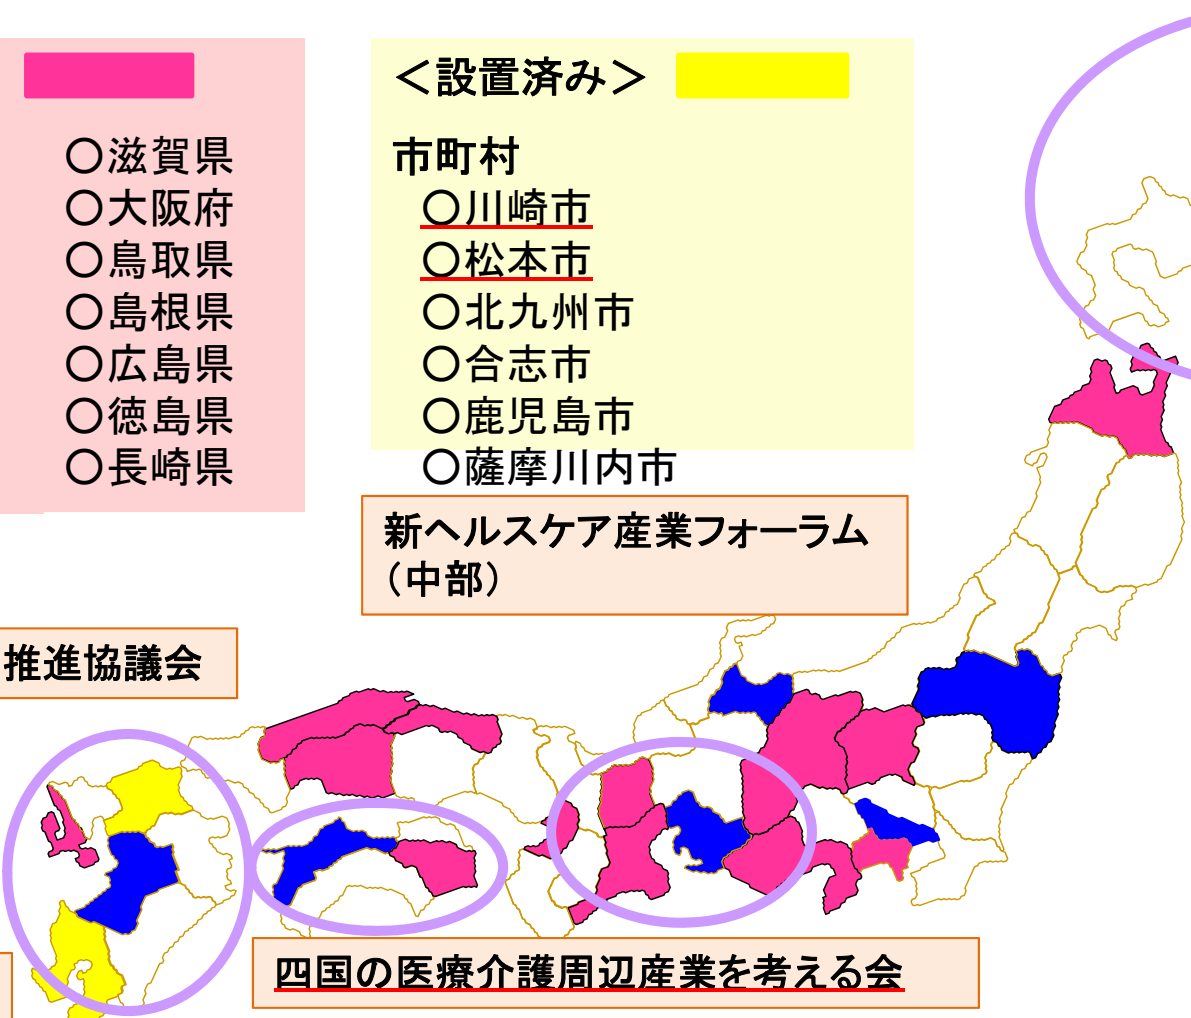 ○滋賀県
○大阪府
○鳥取県
○島根県
○広島県
○徳島県
○長崎県
＜設置済み＞
市町村
○川崎市
○松本市
○北九州市
○合志市
○鹿児島市
○薩摩川内市
新ヘルスケア産業フォーラム
（中部）
推進協議会
四国の医療介護周辺産業を考える会